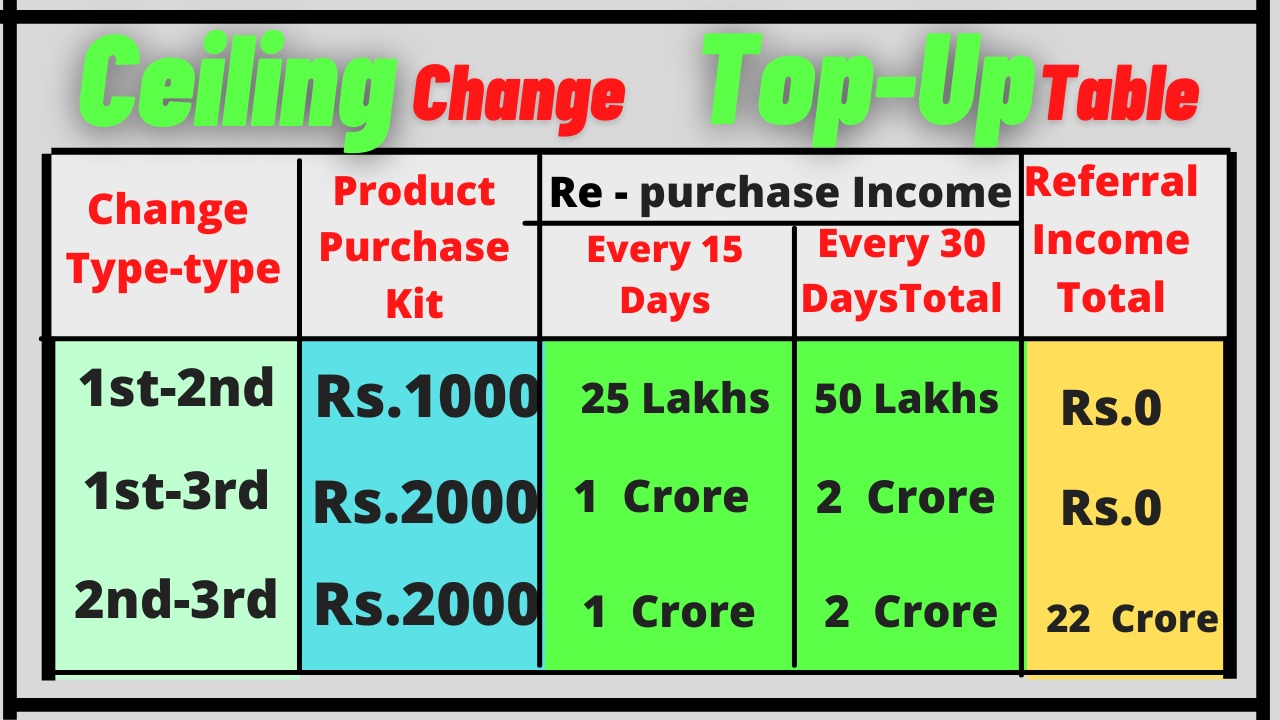 Ceiling Change Top-Up Table
Change
Type-type
Product
Purchase
Kit
Re - purchase Income
Every 15
Days
Every 30
DaysTotal
Referral
Income
Total
1st-2nd Rs.1000 25 Lakhs 50 Lakhs Rs.0
1st-3rd Rs.2000 1 Crore 2 Crore Rs.0
2nd-3rd Rs.2000 1 Crore 2 Crore 22 Crore